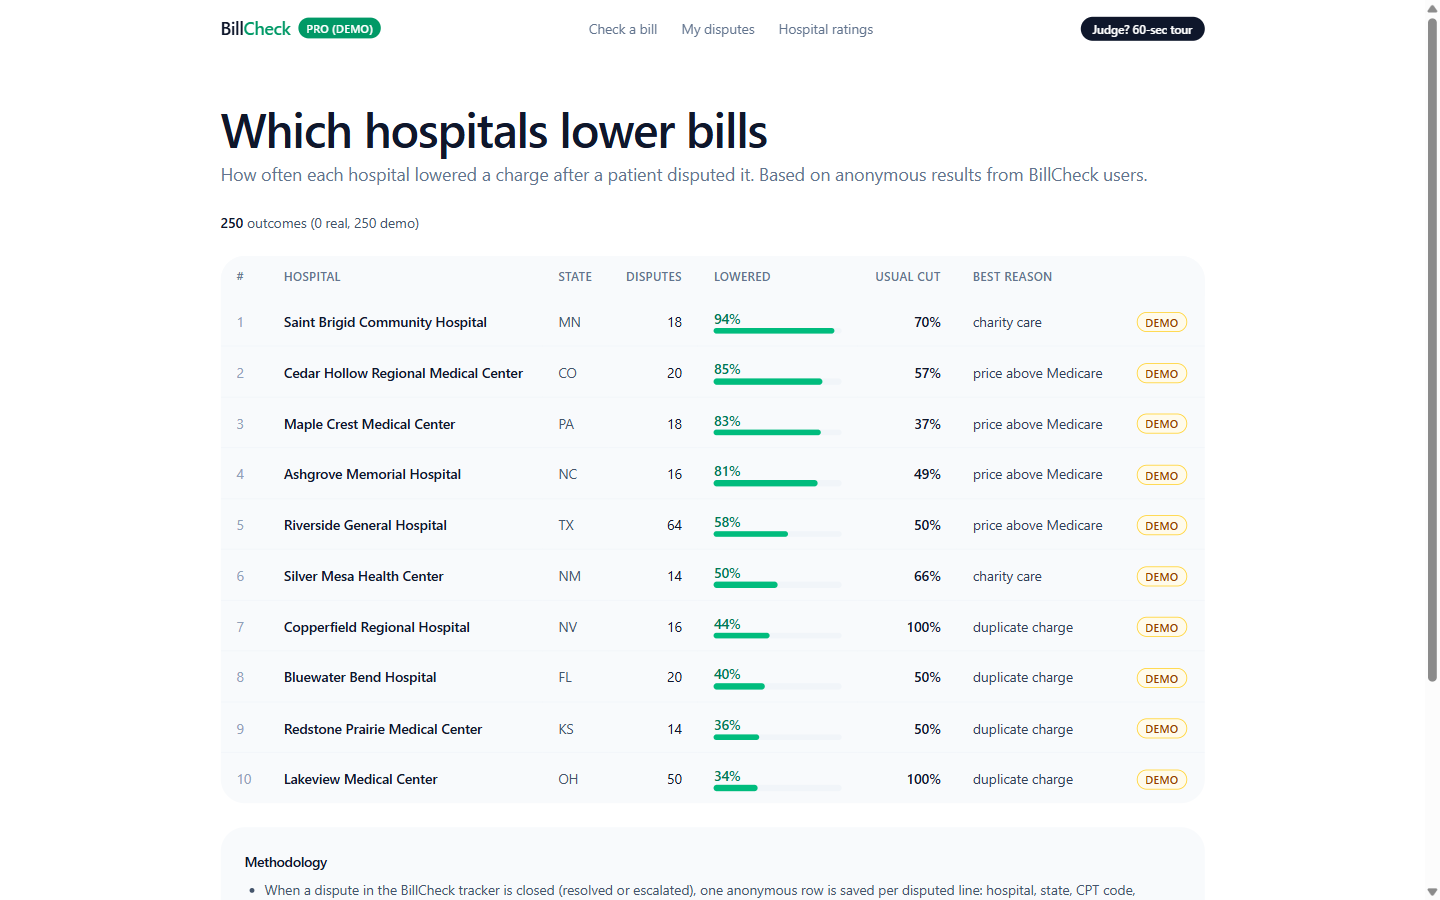 BillCheck PRO (DEMO) Check a bill My disputes Hospital ratings Judge? 60-sec tour
Which hospitals lower bills
How often each hospital lowered a charge after a patient disputed it. Based on anonymous results from BillCheck users.
250 outcomes (0 real, 250 demo)
# HOSPITAL STATE DISPUTES LOWERED USUAL CUT BEST REASON
1 Saint Brigid Community Hospital MN 18 94% 70% charity care DEMO
2 Cedar Hollow Regional Medical Center CO 20 85% 57% price above Medicare DEMO
3 Maple Crest Medical Center PA 18 83% 37% price above Medicare DEMO
4 Ashgrove Memorial Hospital NC 16 81% 49% price above Medicare DEMO
5 Riverside General Hospital TX 64 58% 50% price above Medicare DEMO
6 Silver Mesa Health Center NM 14 50% 66% charity care DEMO
7 Copperfield Regional Hospital NV 16 44% 100% duplicate charge DEMO
8 Bluewater Bend Hospital FL 20 40% 50% duplicate charge DEMO
9 Redstone Prairie Medical Center KS 14 36% 50% duplicate charge DEMO
10 Lakeview Medical Center OH 50 34% 100% duplicate charge DEMO
Methodology
• When a dispute in the BillCheck tracker is closed (resolved or escalated), one anonymous row is saved per disputed line: hospital, state, CPT code,